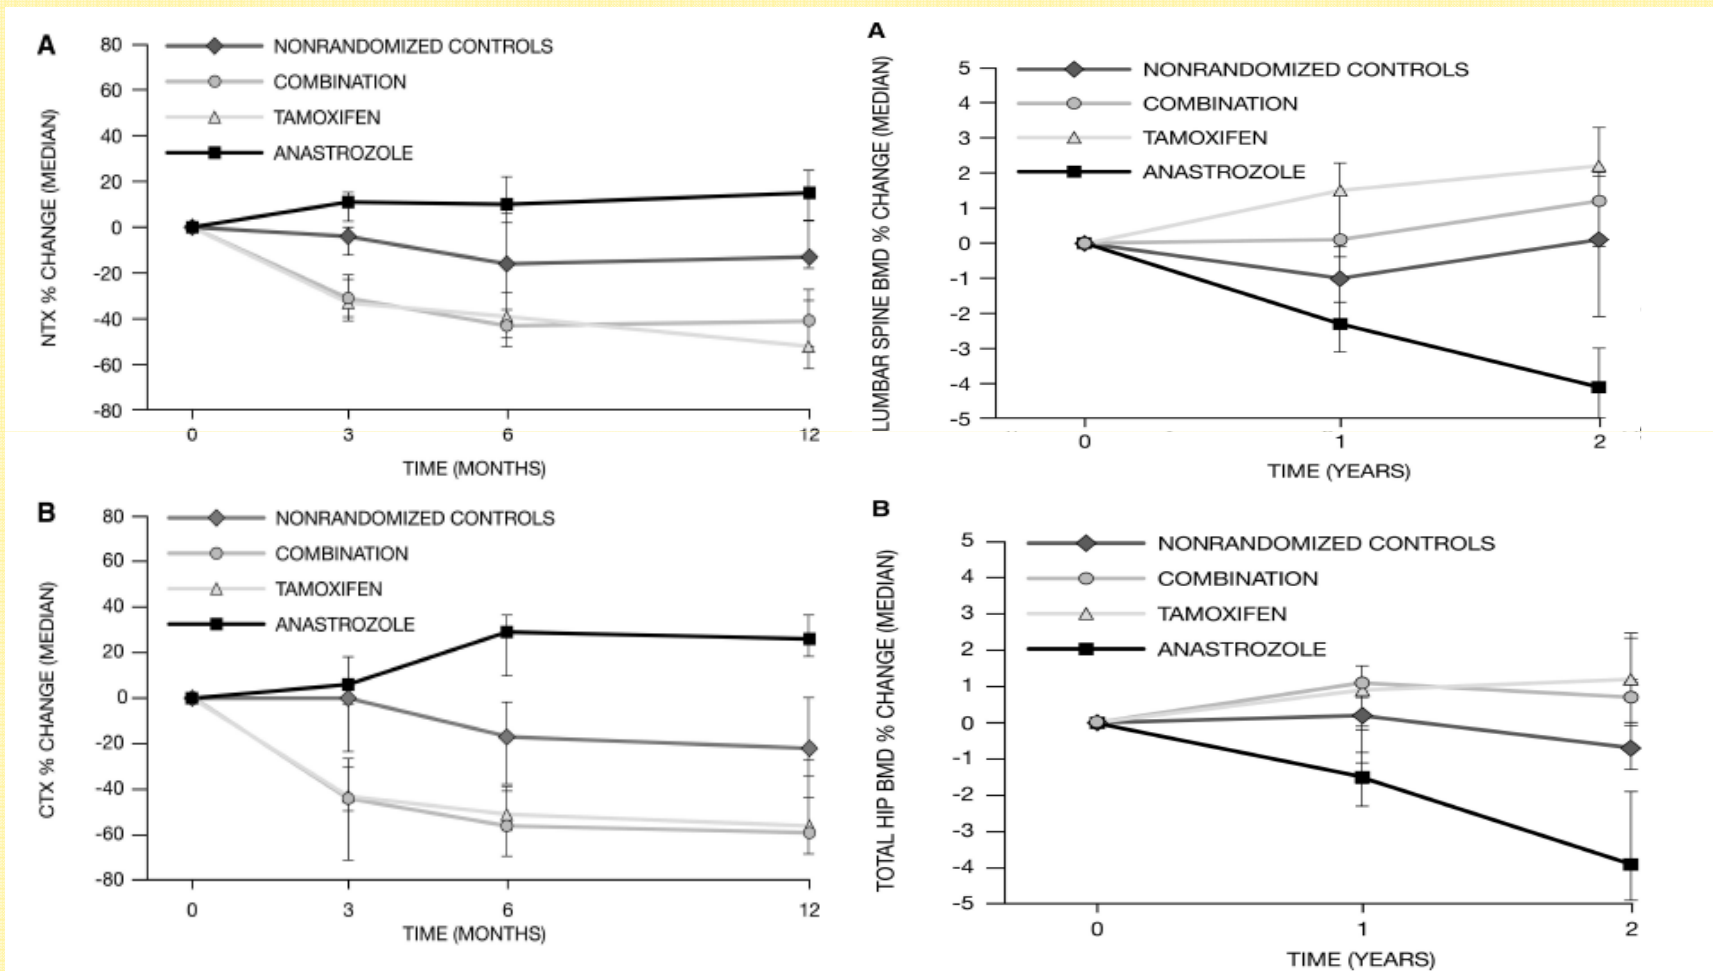 A
NTX % CHANGE (MEDIAN)
80
60
40
20
0
-20
-40
-60
-80
NONRANDOMIZED CONTROLS
COMBINATION
TAMOXIFEN
ANASTROZOLE
0 3 6 12
TIME (MONTHS)
A
LUMBAR SPINE BMD % CHANGE (MEDIAN)
5
4
3
2
1
0
-1
-2
-3
-4
-5
NONRANDOMIZED CONTROLS
COMBINATION
TAMOXIFEN
ANASTROZOLE
0 1 2
TIME (YEARS)
B
CTX % CHANGE (MEDIAN)
80
60
40
20
0
-20
-40
-60
-80
NONRANDOMIZED CONTROLS
COMBINATION
TAMOXIFEN
ANASTROZOLE
0 3 6 12
TIME (MONTHS)
B
TOTAL HIP BMD % CHANGE (MEDIAN)
5
4
3
2
1
0
-1
-2
-3
-4
-5
NONRANDOMIZED CONTROLS
COMBINATION
TAMOXIFEN
ANASTROZOLE
0 1 2
TIME (YEARS)